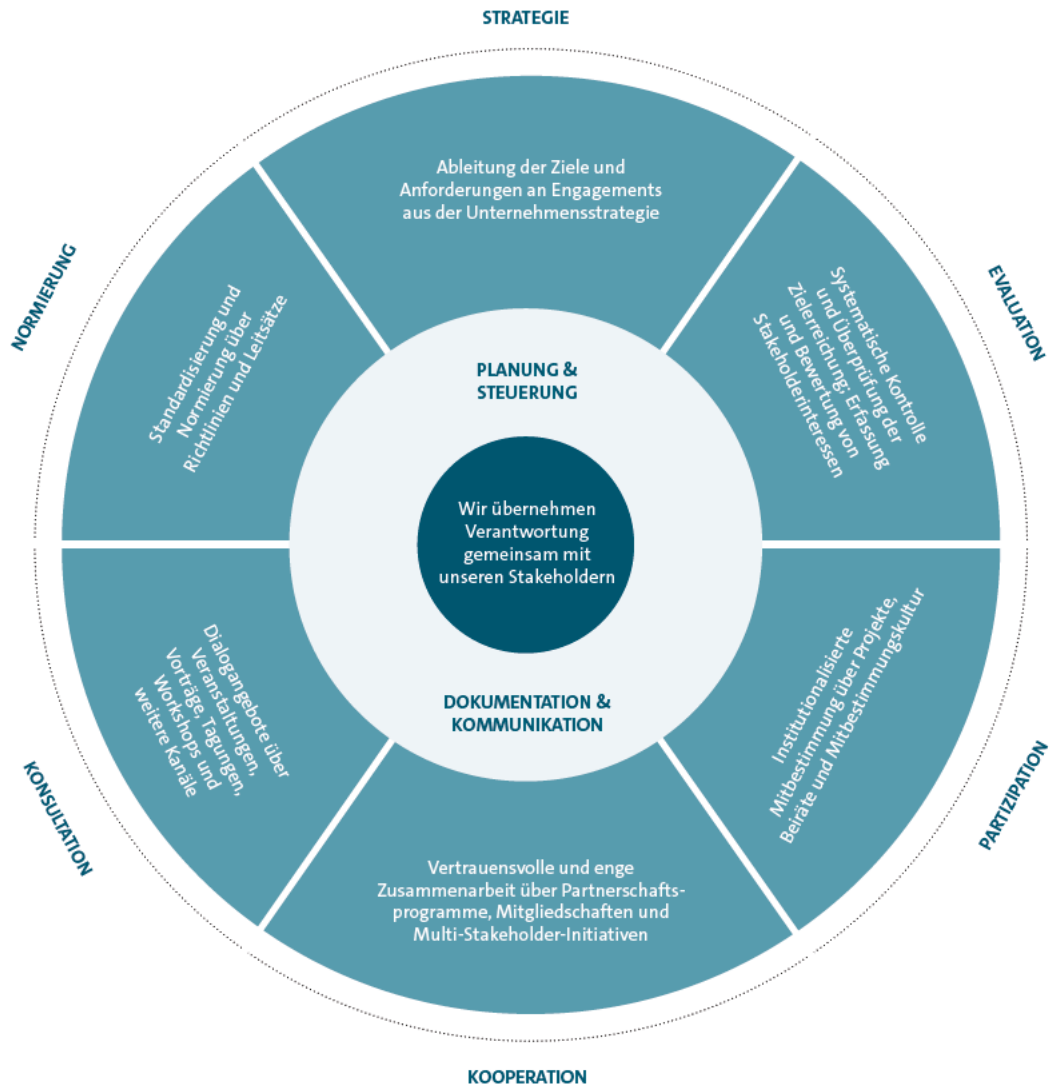 STRATEGIE
Ableitung der Ziele und
Anforderungen an Engagements
aus der Unternehmensstrategie
EVALUATION
Systematische Kontrolle
und Überprüfung der
Zielerreichung; Erfassung
und Bewertung von
Stakeholderinteressen
PARTIZIPATION
Institutionalisierte
Mitbestimmung über Projekte,
Beiräte und Mitbestimmungskultur
KOOPERATION
Vertrauensvolle und enge
Zusammenarbeit über Partnerschafts-
programme, Mitgliedschaften und
Multi-Stakeholder-Initiativen
KONSULTATION
Dialogangebote über
Veranstaltungen,
Vorträge, Tagungen,
Workshops und
weitere Kanäle
NORMIERUNG
Standardisierung und
Normierung über
Richtlinien und Leitsätze
PLANUNG &
STEUERUNG
Wir übernehmen
Verantwortung
gemeinsam mit
unseren Stakeholdern
DOKUMENTATION &
KOMMUNIKATION